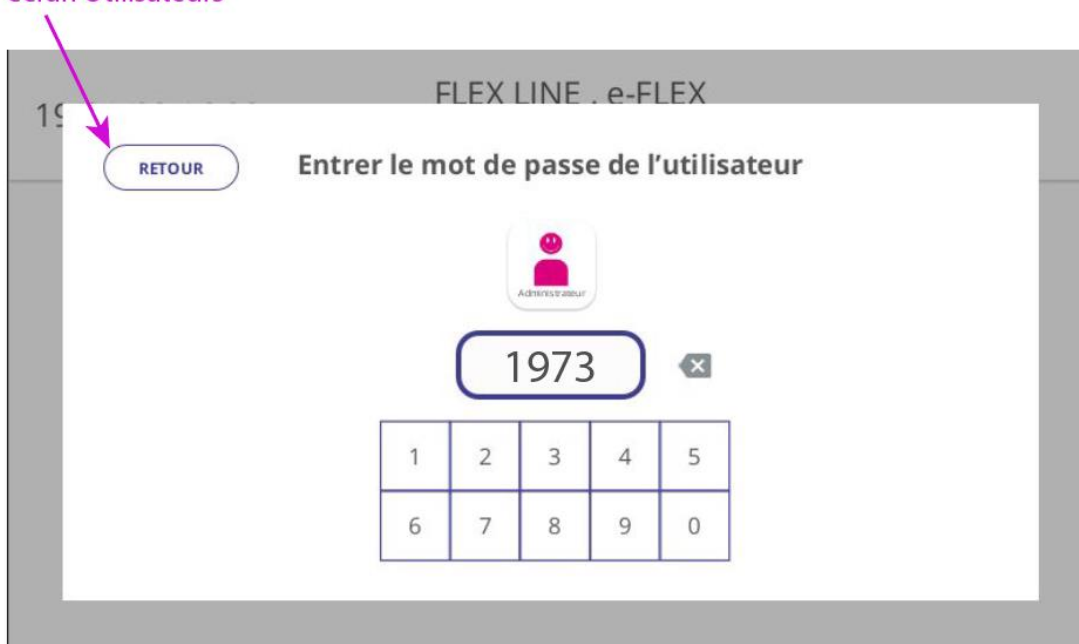 FLEX LINE , e-FLEX
RETOUR
Entrer le mot de passe de l’utilisateur
Administrateur
1973
1 2 3 4 5
6 7 8 9 0